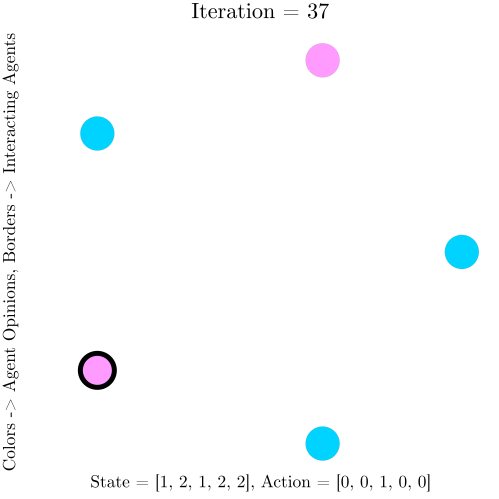 Iteration = 37
Colors -> Agent Opinions, Borders -> Interacting Agents
State = [1, 2, 1, 2, 2], Action = [0, 0, 1, 0, 0]